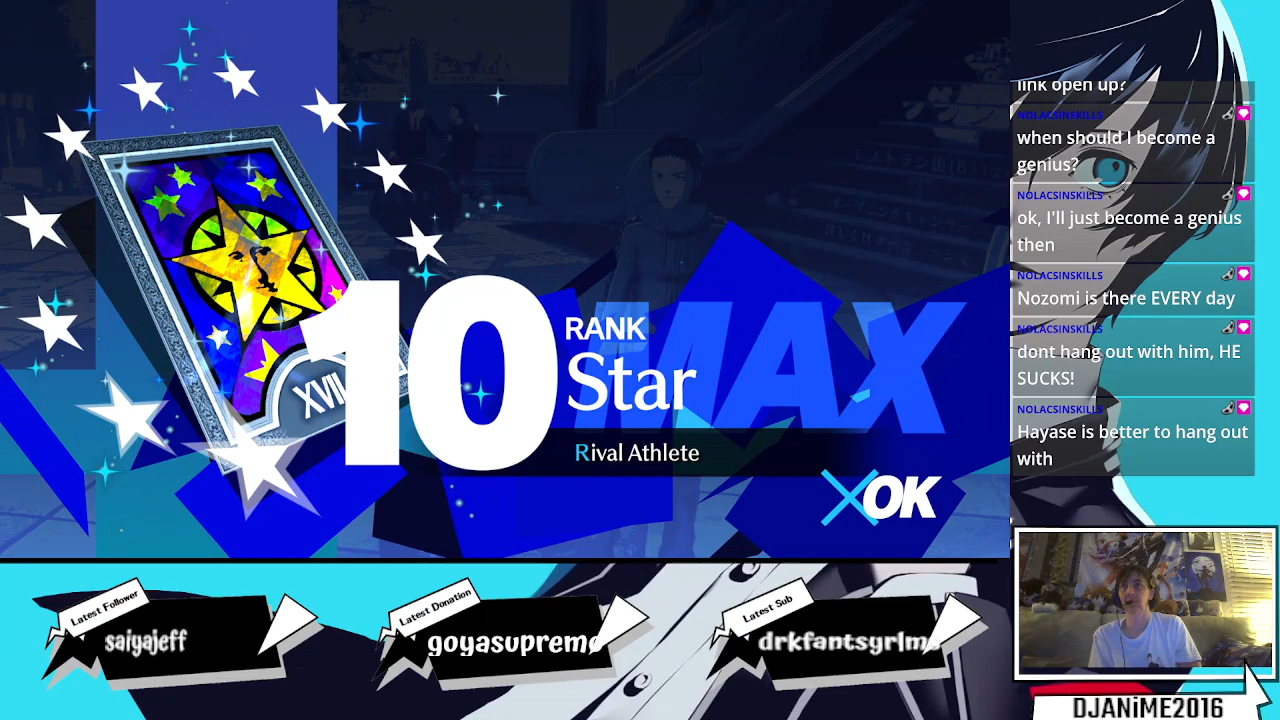 XVII
10
RANK
MAX
Star
Rival Athlete
OK
link open up?
NOLACSINSKILLS
when should I become a
genius?
NOLACSINSKILLS
ok, I'll just become a genius
then
NOLACSINSKILLS
Nozomi is there EVERY day
NOLACSINSKILLS
dont hang out with him, HE
SUCKS!
NOLACSINSKILLS
Hayase is better to hang out
with
Latest Follower
saiyajeff
Latest Donation
goyasupreme
Latest Sub
DJANiME2016